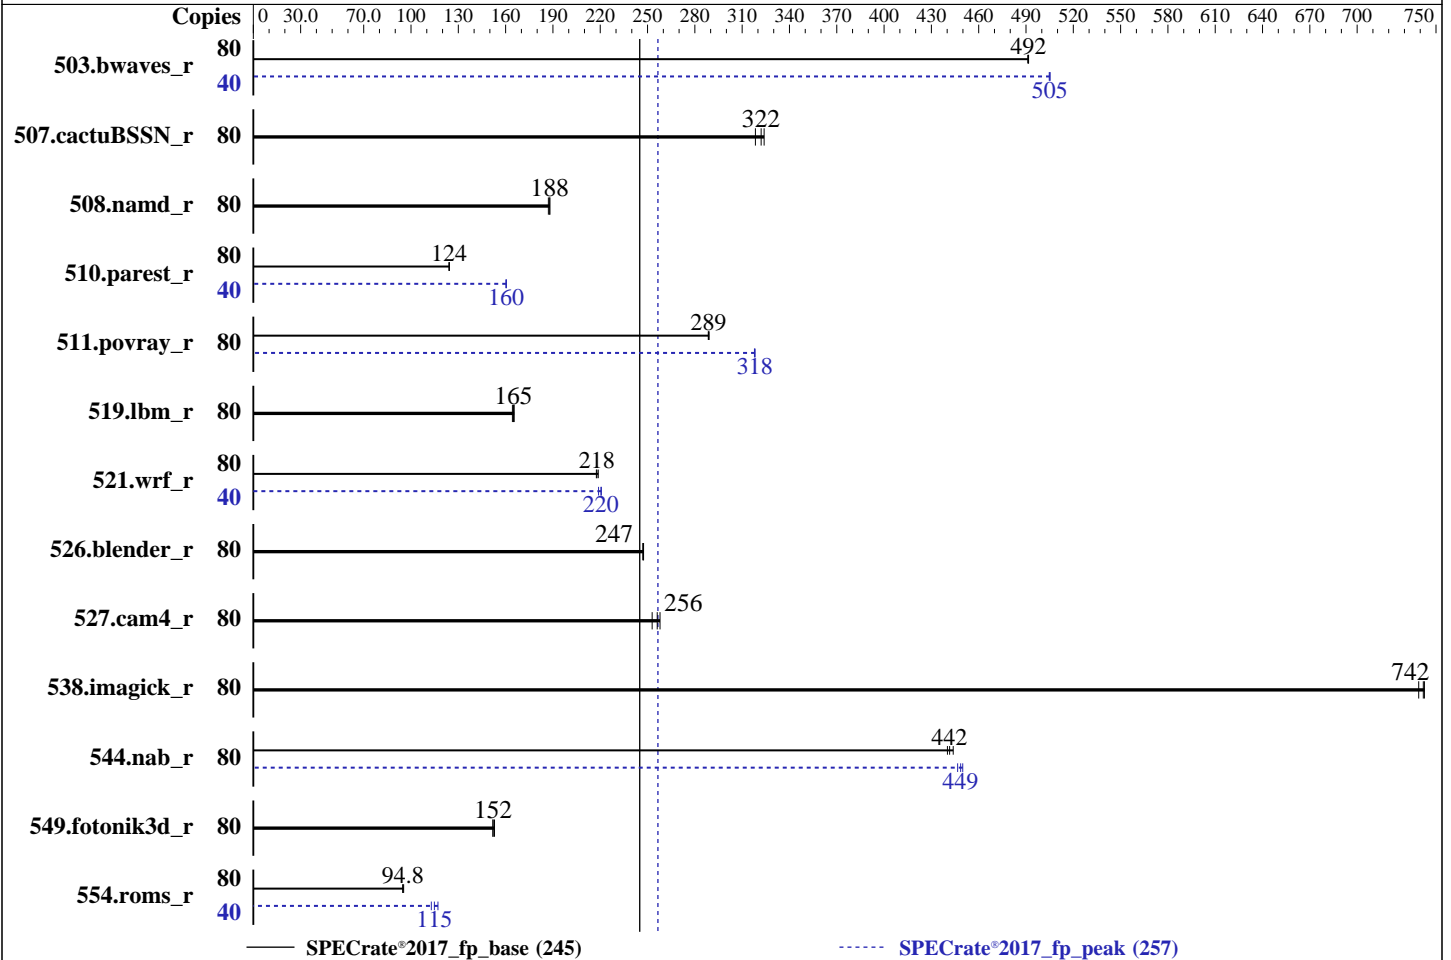 Copies 0 30.0 70.0 100 130 160 190 220 250 280 310 340 370 400 430 460 490 520 550 580 610 640 670 700 750
503.bwaves_r 80 492
40 505
507.cactuBSSN_r 80 322
508.namd_r 80 188
510.parest_r 80 124
40 160
511.povray_r 80 289
318
519.lbm_r 80 165
521.wrf_r 80 218
40 220
526.blender_r 80 247
527.cam4_r 80 256
538.imagick_r 80 742
544.nab_r 80 442
449
549.fotonik3d_r 80 152
554.roms_r 80 94.8
40 115
SPECrate®2017_fp_base (245) SPECrate®2017_fp_peak (257)